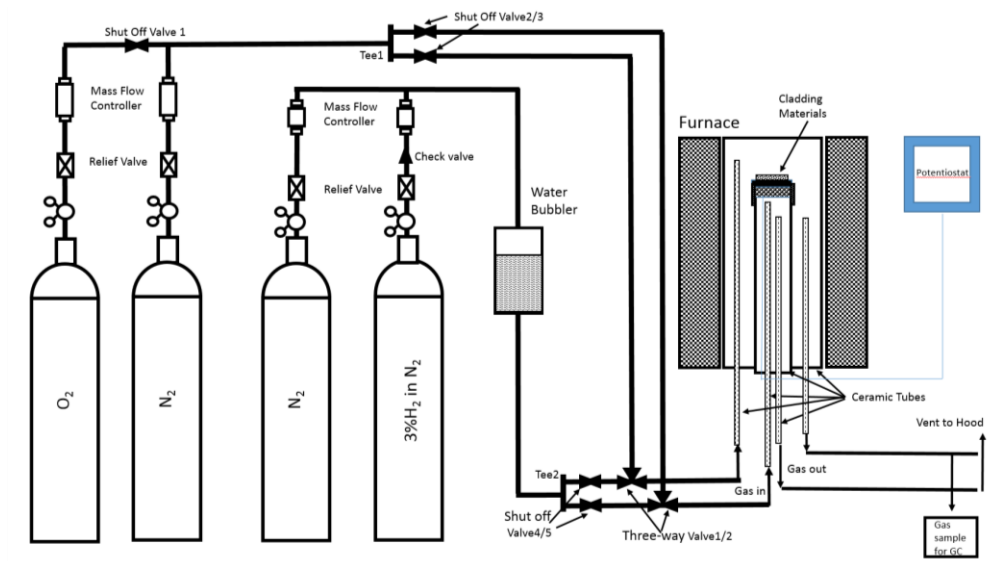 Shut Off Valve 1
Shut Off Valve2/3
Tee1
Mass Flow
Controller
Mass Flow
Controller
Cladding
Materials
Furnace
Check valve
Relief Valve
Relief Valve
Potentiostat
Water
Bubbler
O₂
N₂
N₂
3%H₂ in N₂
Ceramic Tubes
Vent to Hood
Tee2
Gas out
Gas in
Shut off
Valve4/5
Three-way Valve1/2
Gas
sample
for GC